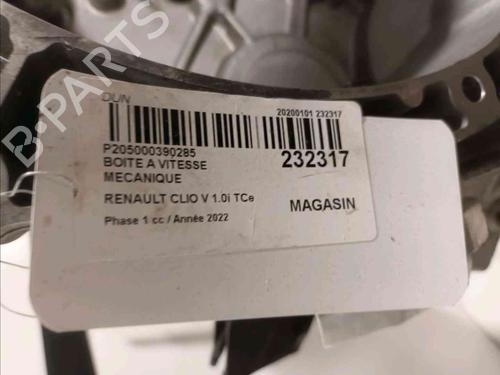 DUN
20200101 232317
P205000390285
BOITE A VITESSE
MECANIQUE
232317
RENAULT CLIO V 1.0i TCe
MAGASIN
Phase 1 cc / Année 2022
B-PARTS